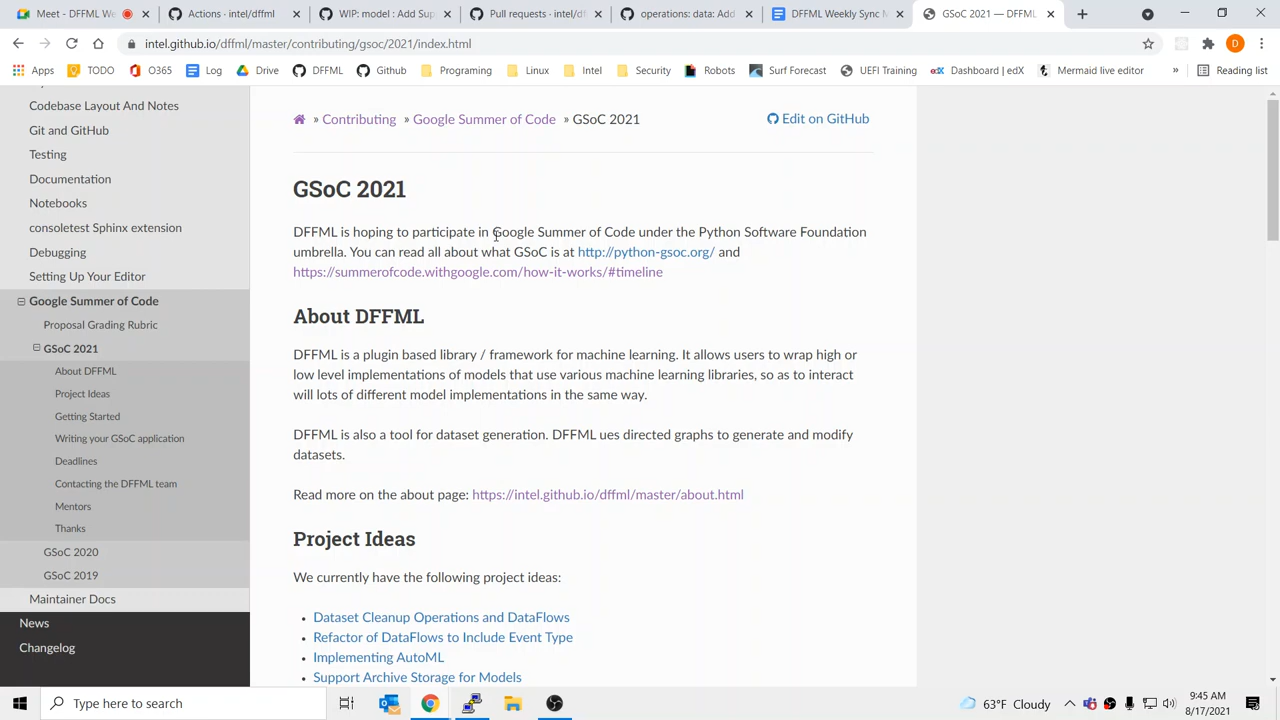 Meet – DFFML We
Actions · intel/dffml
WIP: model : Add Sup
Pull requests · intel/d
operations: data: Add
DFFML Weekly Sync M
GSoC 2021 — DFFML
intel.github.io/dffml/master/contributing/gsoc/2021/index.html
D
Apps
TODO
O365
Log
Drive
DFFML
Github
Programing
Linux
Intel
Security
Robots
Surf Forecast
UEFI Training
edX
Dashboard | edX
Mermaid live editor
»
Reading list
Codebase Layout And Notes
Git and GitHub
Testing
Documentation
Notebooks
consoletest Sphinx extension
Debugging
Setting Up Your Editor
Google Summer of Code
Proposal Grading Rubric
GSoC 2021
About DFFML
Project Ideas
Getting Started
Writing your GSoC application
Deadlines
Contacting the DFFML team
Mentors
Thanks
GSoC 2020
GSoC 2019
Maintainer Docs
News
Changelog
» Contributing » Google Summer of Code » GSoC 2021
Edit on GitHub
GSoC 2021
DFFML is hoping to participate in Google Summer of Code under the Python Software Foundation
umbrella. You can read all about what GSoC is at http://python-gsoc.org/ and
https://summerofcode.withgoogle.com/how-it-works/#timeline
About DFFML
DFFML is a plugin based library / framework for machine learning. It allows users to wrap high or
low level implementations of models that use various machine learning libraries, so as to interact
will lots of different model implementations in the same way.
DFFML is also a tool for dataset generation. DFFML ues directed graphs to generate and modify
datasets.
Read more on the about page: https://intel.github.io/dffml/master/about.html
Project Ideas
We currently have the following project ideas:
• Dataset Cleanup Operations and DataFlows
• Refactor of DataFlows to Include Event Type
• Implementing AutoML
• Support Archive Storage for Models
Type here to search
63°F Cloudy
9:45 AM
8/17/2021